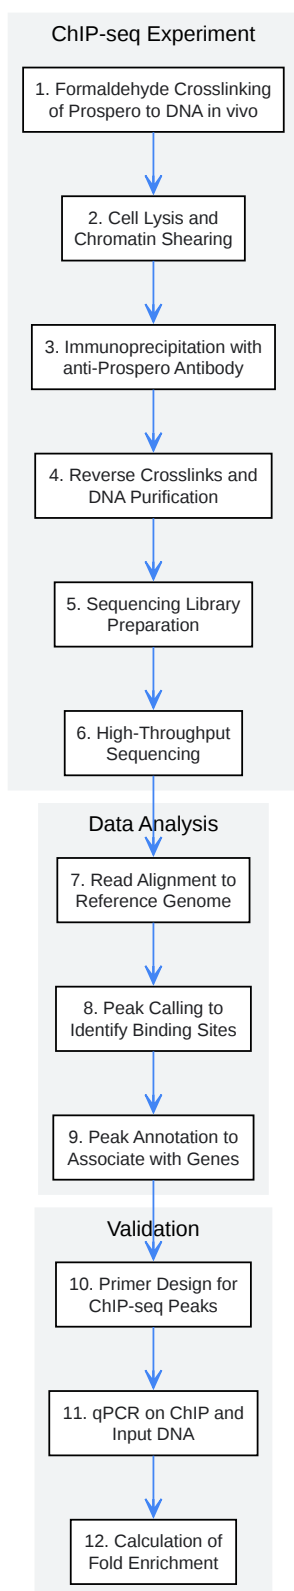 ChIP-seq Experiment
1. Formaldehyde Crosslinking
of Prospero to DNA in vivo
2. Cell Lysis and
Chromatin Shearing
3. Immunoprecipitation with
anti-Prospero Antibody
4. Reverse Crosslinks and
DNA Purification
5. Sequencing Library
Preparation
6. High-Throughput
Sequencing
Data Analysis
7. Read Alignment to
Reference Genome
8. Peak Calling to
Identify Binding Sites
9. Peak Annotation to
Associate with Genes
Validation
10. Primer Design for
ChIP-seq Peaks
11. qPCR on ChIP and
Input DNA
12. Calculation of
Fold Enrichment